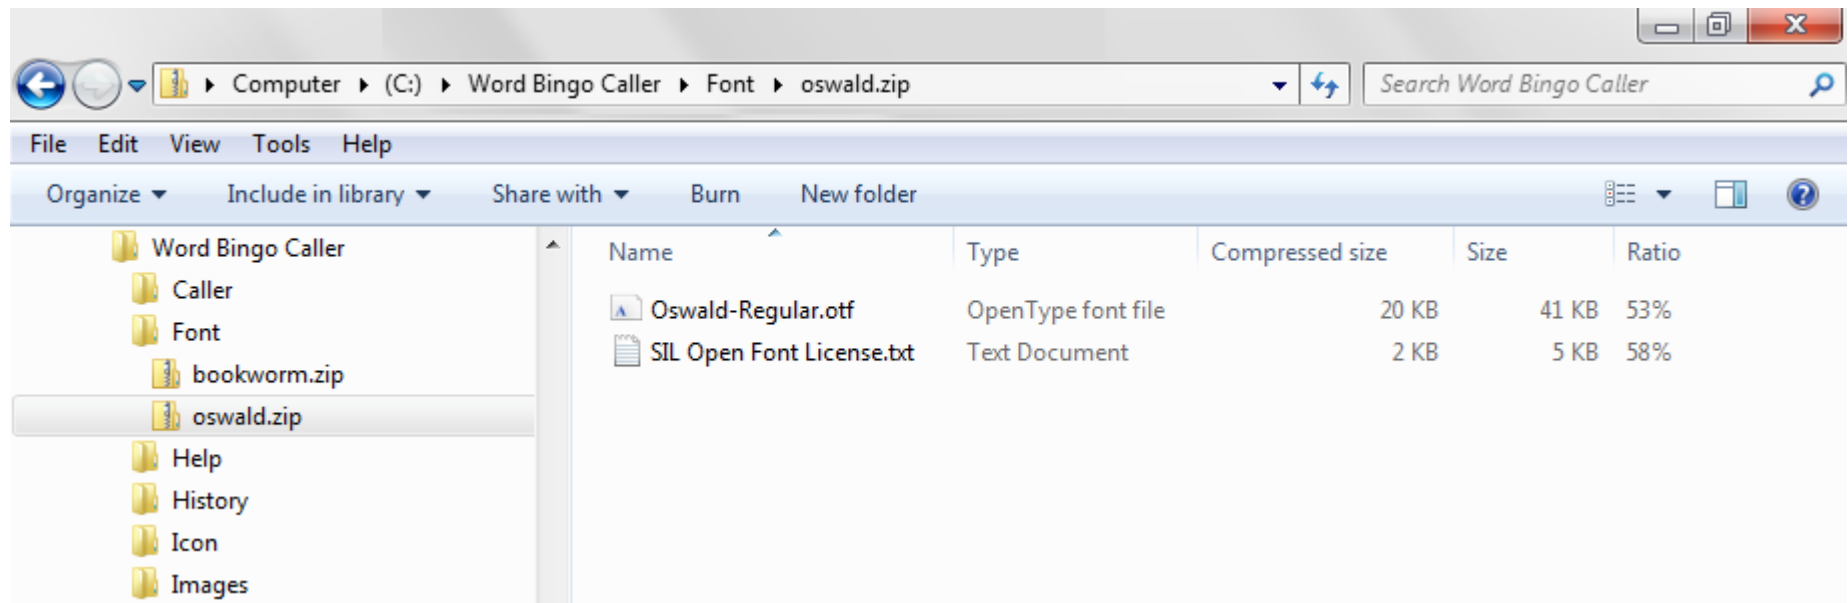 Computer (C:) Word Bingo Caller Font oswald.zip Search Word Bingo Caller
File Edit View Tools Help
Organize Include in library Share with Burn New folder
Word Bingo Caller
Caller
Font
bookworm.zip
oswald.zip
Help
History
Icon
Images
Name Type Compressed size Size Ratio
Oswald-Regular.otf OpenType font file 20 KB 41 KB 53%
SIL Open Font License.txt Text Document 2 KB 5 KB 58%